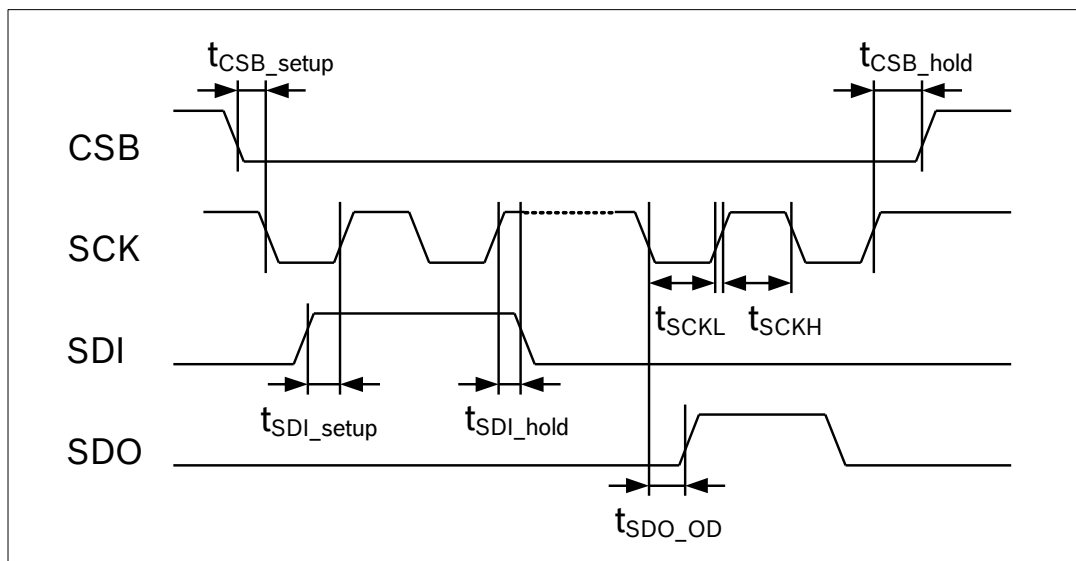 tCSB_setup
tCSB_hold
CSB
SCK
tSCKL
tSCKH
SDI
tSDI_setup
tSDI_hold
SDO
tSDO_OD